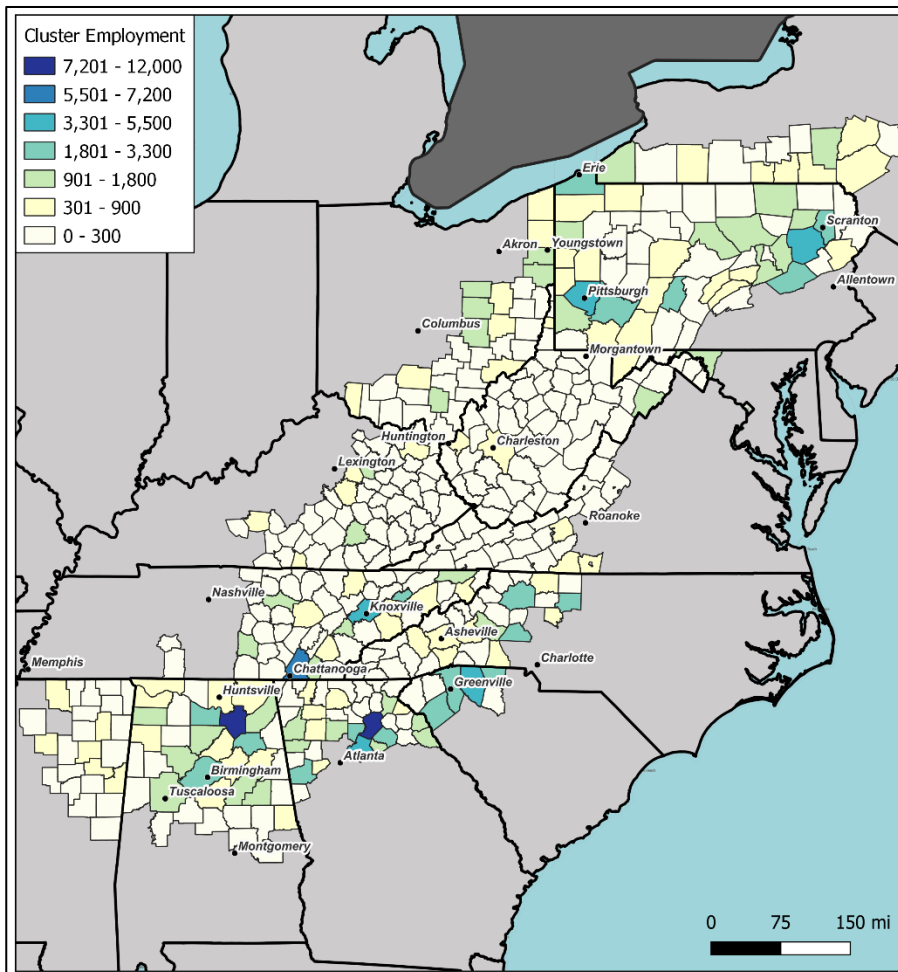 Cluster Employment
7,201 - 12,000
5,501 - 7,200
3,301 - 5,500
1,801 - 3,300
901 - 1,800
301 - 900
0 - 300
Erie
Scranton
Akron
Youngstown
Allentown
Pittsburgh
Columbus
Morgantown
Huntington
Charleston
Lexington
Roanoke
Nashville
Knoxville
Asheville
Memphis
Chattanooga
Charlotte
Huntsville
Greenville
Atlanta
Birmingham
Tuscaloosa
Montgomery
0 75 150 mi